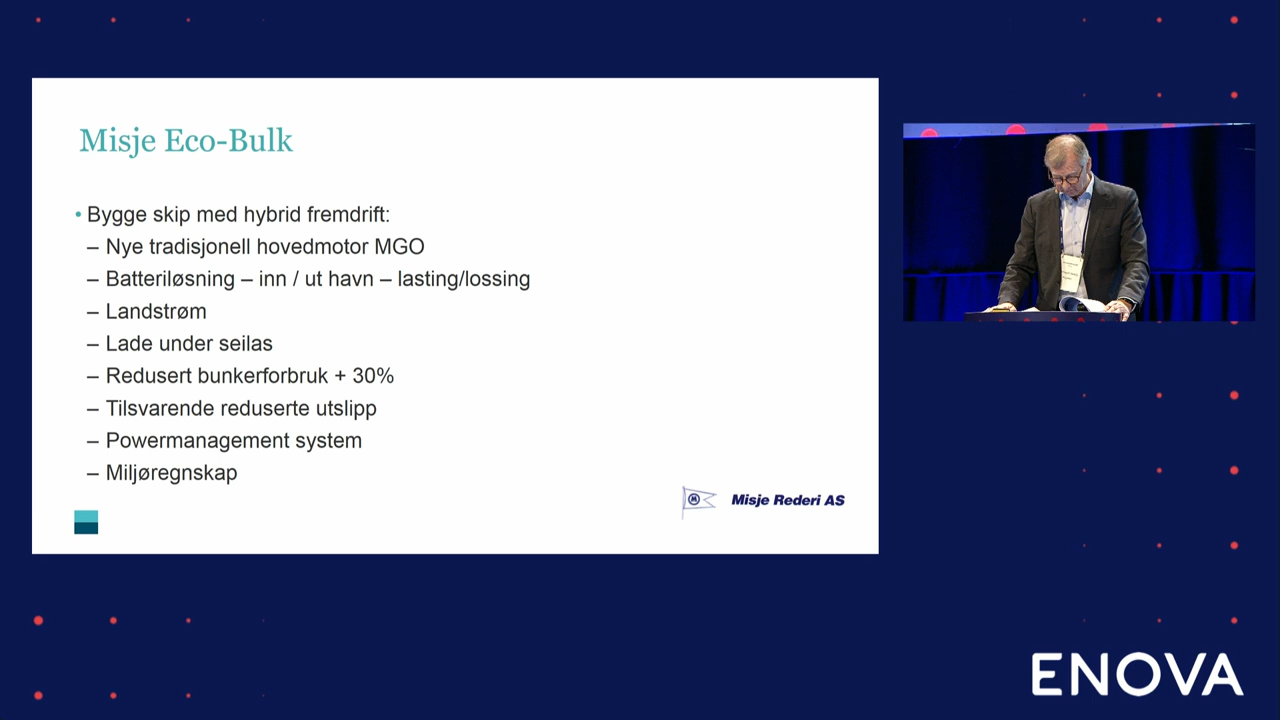 Misje Eco-Bulk
• Bygge skip med hybrid fremdrift:
– Nye tradisjonell hovedmotor MGO
– Batteriløsning – inn / ut havn – lasting/lossing
– Landstrøm
– Lade under seilas
– Redusert bunkerforbruk + 30%
– Tilsvarende reduserte utslipp
– Powermanagement system
– Miljøregnskap
M
Misje Rederi AS
ENOVA